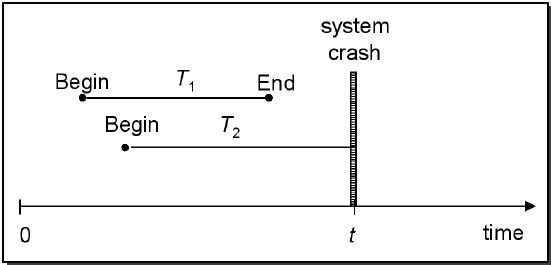 system
crash
Begin T₁ End
Begin T₂
0 t time